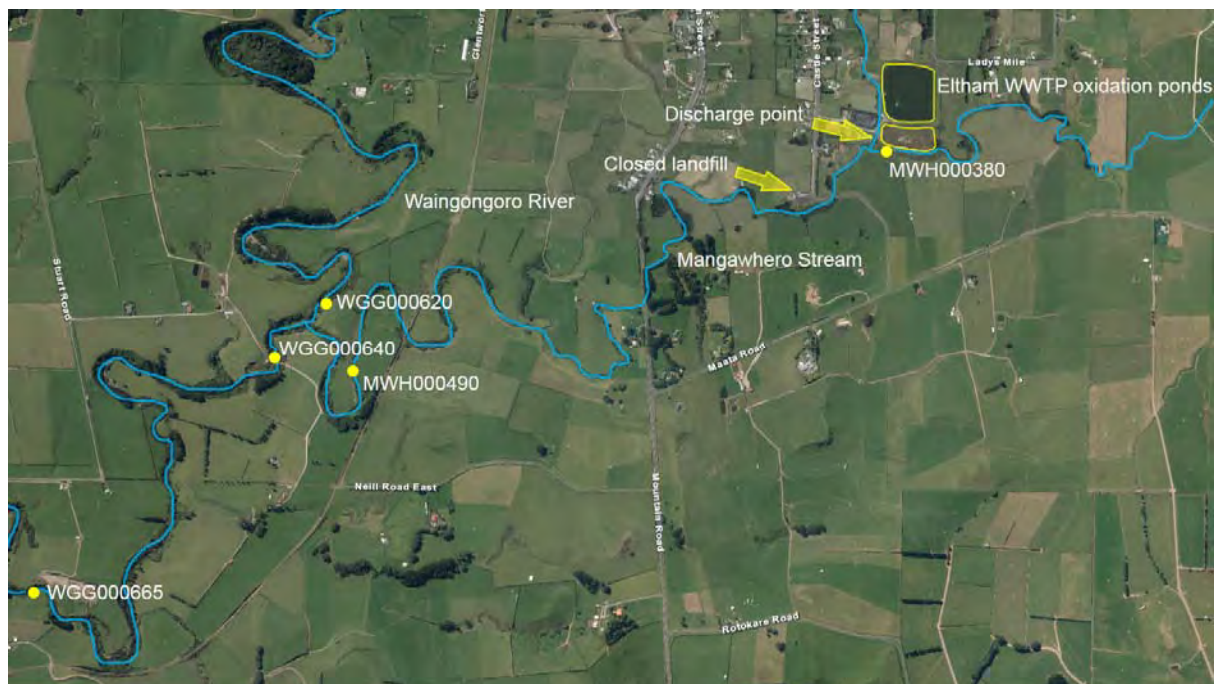 Glentwor
Castle Street
Ladys Mile
Eltham WWTP oxidation ponds
Discharge point
Closed landfill
MWH000380
Waingongoro River
Stuart Road
Mangawhero Stream
WGG000620
WGG000640
MWH000490
Maata Road
Neill Road East
Mountain Road
WGG000665
Rotokare Road